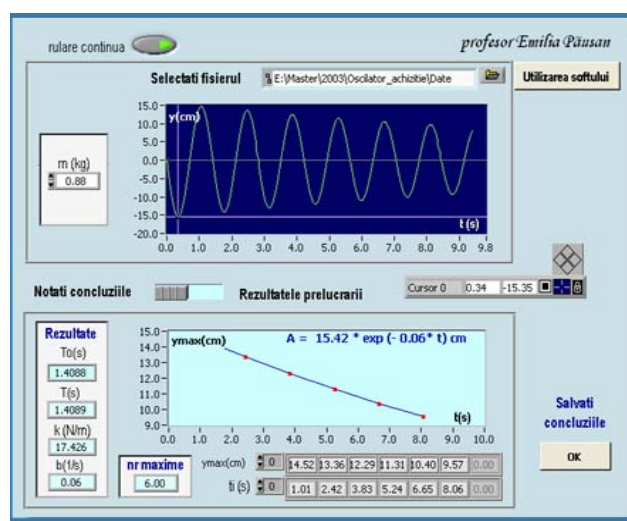 rulare continua
profesor Emilia Păusan
Selectati fisierul
E:\Master\2003\Oscilator_achizitie\Date
Utilizarea softului
m (kg)
0.88
y(cm)
15.0
10.0
5.0
0.0
-5.0
-10.0
-15.0
-20.0
0.0 1.0 2.0 3.0 4.0 5.0 6.0 7.0 8.0 9.0 9.8
t (s)
Notati concluziile
Rezultatele prelucrarii
Cursor 0 0.34 -15.35
Rezultate
To(s)
1.4088
T(s)
1.4089
k (N/m)
17.426
b(1/s)
0.06
ymax(cm)
A = 15.42 * exp (- 0.06* t) cm
15.0
14.0
13.0
12.0
11.0
10.0
9.0
t(s)
0.0 1.0 2.0 3.0 4.0 5.0 6.0 7.0 8.0 9.0 10.0
nr maxime
6.00
ymax(cm) 0 14.52 13.36 12.29 11.31 10.40 9.57 0.00
ti (s) 0 1.01 2.42 3.83 5.24 6.65 8.06 0.00
Salvati
concluziile
OK